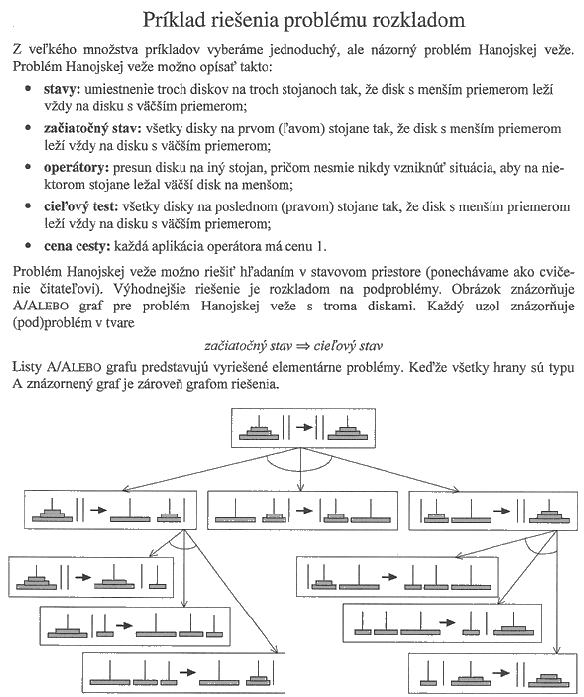 Príklad riešenia problému rozkladom
Z veľkého množstva príkladov vyberáme jednoduchý, ale názorný problém Hanojskej veže.
Problém Hanojskej veže možno opísať takto:
• stavy: umiestnenie troch diskov na troch stojanoch tak, že disk s menším priemerom leží
vždy na disku s väčším priemerom;
• začiatočný stav: všetky disky na prvom (ľavom) stojane tak, že disk s menším priemerom
leží vždy na disku s väčším priemerom;
• operátory: presun disku na iný stojan, pričom nesmie nikdy vzniknúť situácia, aby na nie-
ktorom stojane ležal väčší disk na menšom;
• cieľový test: všetky disky na poslednom (pravom) stojane tak, že disk s menším priemerom
leží vždy na disku s väčším priemerom;
• cena cesty: každá aplikácia operátora má cenu 1.
Problém Hanojskej veže možno riešiť hľadaním v stavovom priestore (ponechávame ako cviče-
nie čitateľovi). Výhodnejšie riešenie je rozkladom na podproblémy. Obrázok znázorňuje
A/ALEBO graf pre problém Hanojskej veže s troma diskami. Každý uzol znázorňuje
(pod)problém v tvare
začiatočný stav ⇒ cieľový stav
Listy A/ALEBO grafu predstavujú vyriešené elementárne problémy. Keďže všetky hrany sú typu
A znázornený graf je zároveň grafom riešenia.